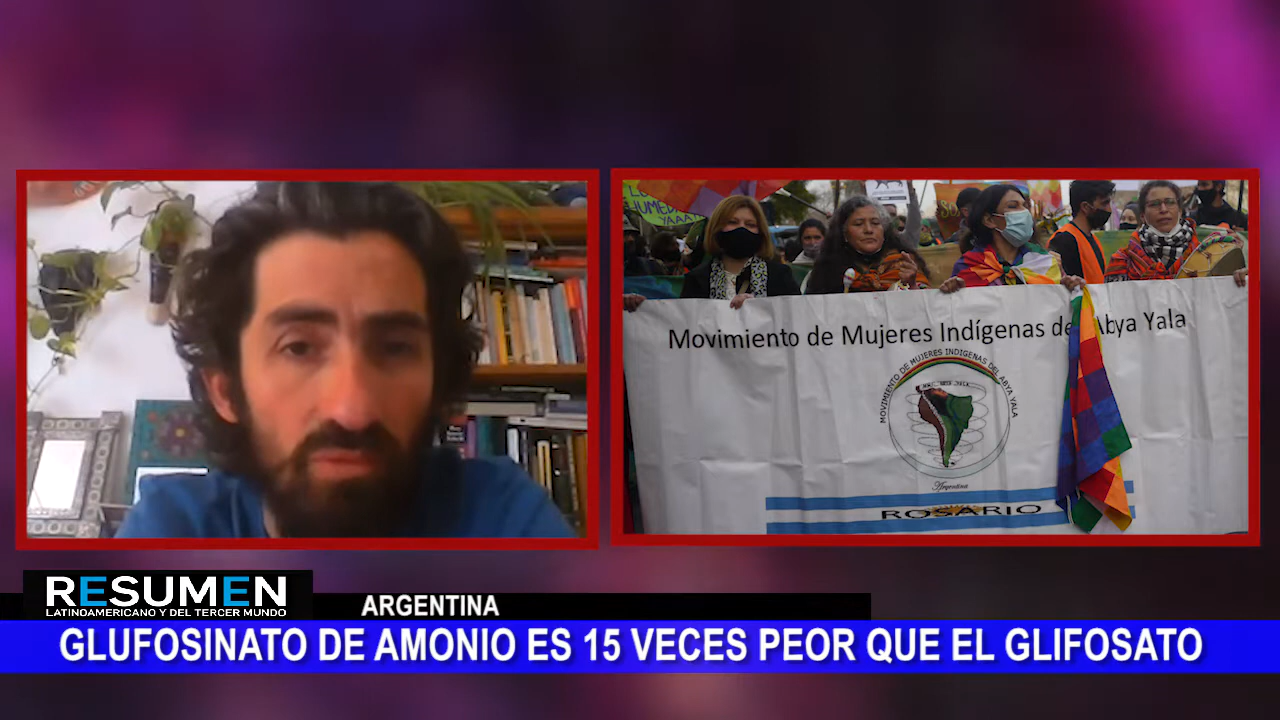 Movimiento de Mujeres Indígenas del Abya Yala
MOVIMIENTO DE MUJERES INDIGENAS DEL ABYA YALA
Argentina
ROSARIO
RESUMEN
LATINOAMERICANO Y DEL TERCER MUNDO
ARGENTINA
GLUFOSINATO DE AMONIO ES 15 VECES PEOR QUE EL GLIFOSATO